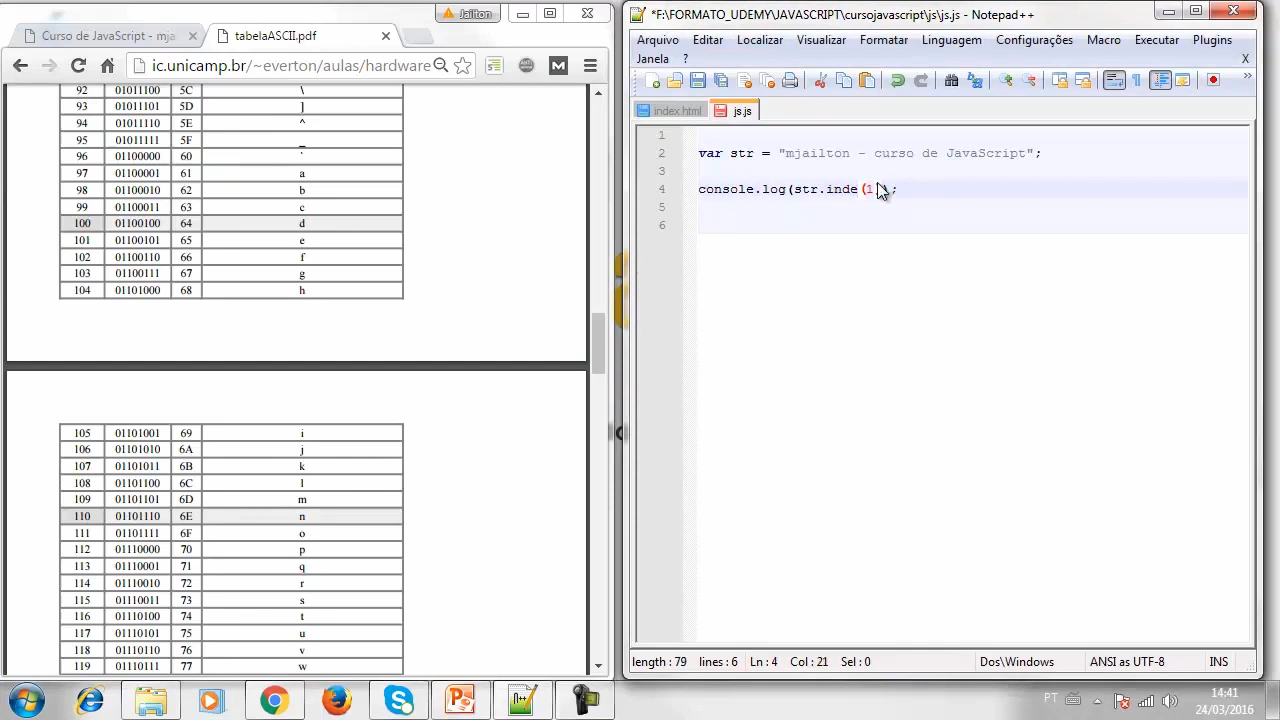 Jailton
Curso de JavaScript - mja
tabelaASCII.pdf
ic.unicamp.br/~everton/aulas/hardware
92 01011100 5C \
93 01011101 5D ]
94 01011110 5E ^
95 01011111 5F _
96 01100000 60 `
97 01100001 61 a
98 01100010 62 b
99 01100011 63 c
100 01100100 64 d
101 01100101 65 e
102 01100110 66 f
103 01100111 67 g
104 01101000 68 h
105 01101001 69 i
106 01101010 6A j
107 01101011 6B k
108 01101100 6C l
109 01101101 6D m
110 01101110 6E n
111 01101111 6F o
112 01110000 70 p
113 01110001 71 q
114 01110010 72 r
115 01110011 73 s
116 01110100 74 t
117 01110101 75 u
118 01110110 76 v
119 01110111 77 w
*F:\FORMATO_UDEMY\JAVASCRIPT\cursojavascript\js\js.js - Notepad++
Arquivo Editar Localizar Visualizar Formatar Linguagem Configurações Macro Executar Plugins
Janela ? X
index.html js.js
1
2 var str = "mjailton - curso de JavaScript";
3
4 console.log(str.inde(1);
5
6
length : 79 lines : 6 Ln : 4 Col : 21 Sel : 0 Dos\Windows ANSI as UTF-8 INS
PT
14:41
24/03/2016